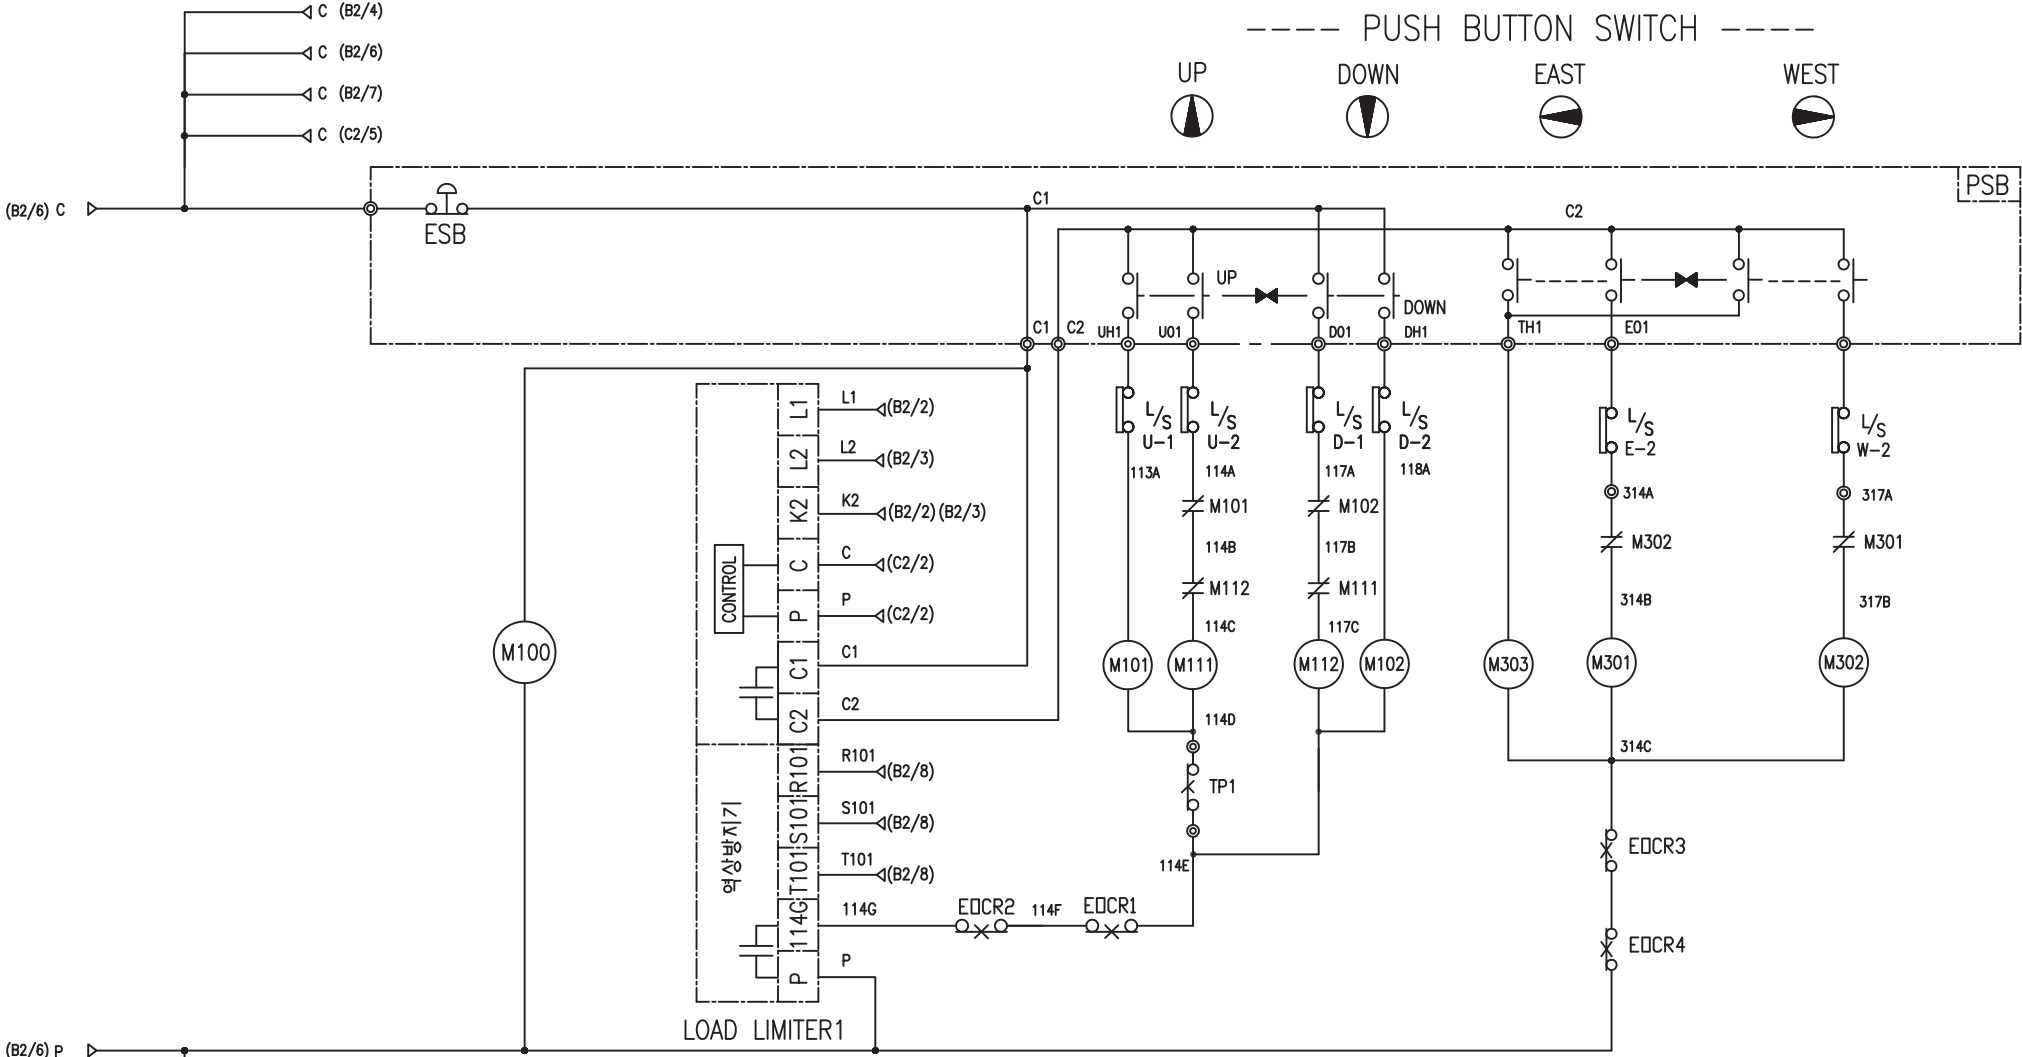 C (B2/4)
C (B2/6)
C (B2/7)
C (C2/5)
PUSH BUTTON SWITCH
UP
DOWN
EAST
WEST
PSB
(B2/6) C
ESB
C1
C2
UP
DOWN
C1
C2
UH1
U01
D01
DH1
TH1
E01
L/S
U-1
L/S
U-2
L/S
D-1
L/S
D-2
L/S
E-2
L/S
W-2
113A
114A
117A
118A
314A
317A
M101
M102
M302
M301
114B
117B
314B
317B
M112
M111
114C
117C
M100
M101
M111
M112
M102
M303
M301
M302
L1
L1
(B2/2)
L2
L2
(B2/3)
K2
K2
(B2/2)(B2/3)
CONTROL
C
C
(C2/2)
P
P
(C2/2)
C1
C1
C2
C2
R101
R101
(B2/8)
S101
S101
(B2/8)
T101
T101
(B2/8)
114G
114G
P
P
LOAD LIMITER1
114D
TP1
114E
EOCR2
114F
EOCR1
314C
EOCR3
EOCR4
(B2/6) P